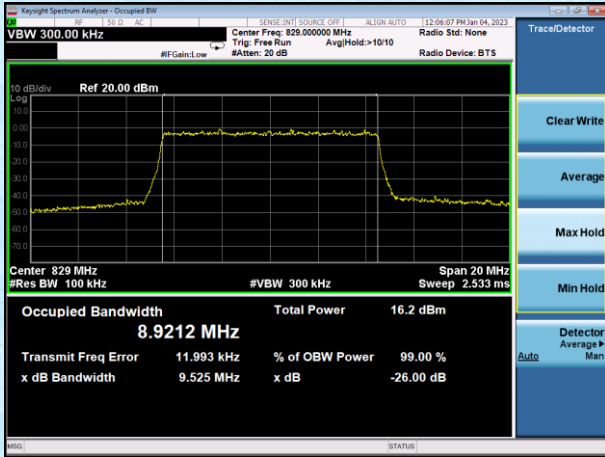 Keysight Spectrum Analyzer - Occupied BW
LXI RF 50 Ω AC SENSE:INT SOURCE OFF ALIGN AUTO 12:06:07 PM Jan 04, 2023
VBW 300.00 kHz
Center Freq: 829.000000 MHz
Radio Std: None
Trig: Free Run Avg|Hold:>10/10
#IFGain:Low #Atten: 20 dB
Radio Device: BTS
Trace/Detector
10 dB/div Ref 20.00 dBm
Log
10.0
0.00
-10.0
-20.0
-30.0
-40.0
-50.0
-60.0
-70.0
Center 829 MHz Span 20 MHz
#Res BW 100 kHz #VBW 300 kHz Sweep 2.533 ms
Occupied Bandwidth Total Power 16.2 dBm
8.9212 MHz
Transmit Freq Error 11.993 kHz % of OBW Power 99.00 %
x dB Bandwidth 9.525 MHz x dB -26.00 dB
Clear Write
Average
Max Hold
Min Hold
Detector
Average▶
Auto Man
MSG STATUS